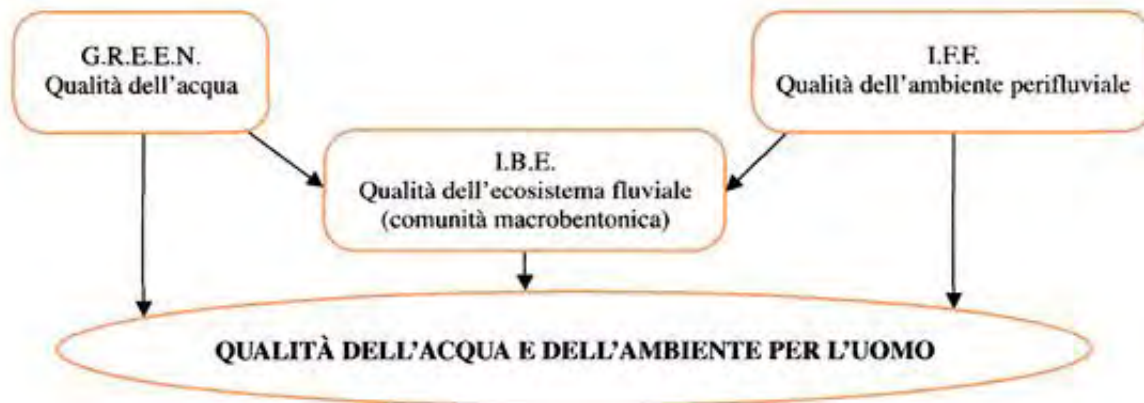 G.R.E.E.N.
Qualità dell'acqua
I.F.F.
Qualità dell'ambiente perifluviale
I.B.E.
Qualità dell'ecosistema fluviale
(comunità macrobentonica)
QUALITÀ DELL'ACQUA E DELL'AMBIENTE PER L'UOMO